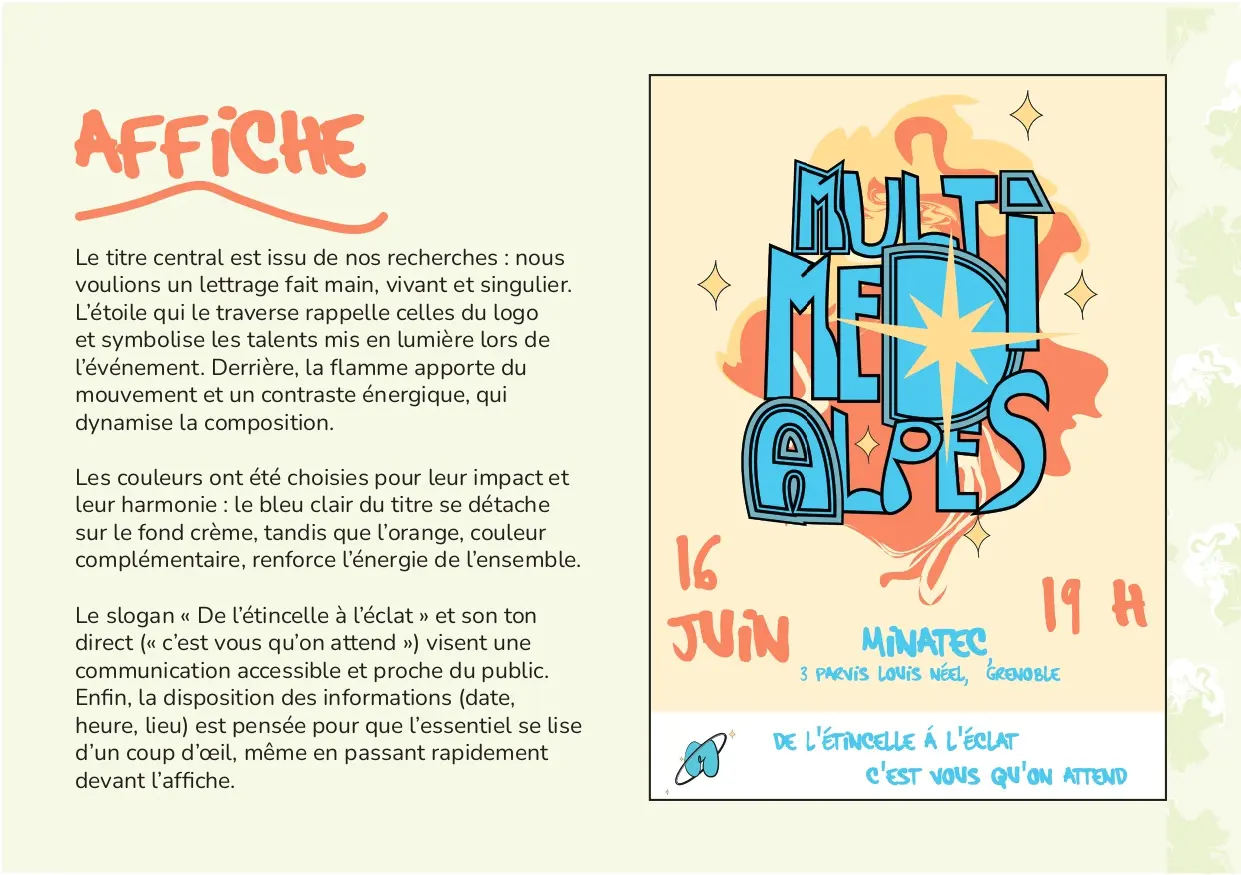 AFFiCHE
Le titre central est issu de nos recherches : nous
voulions un lettrage fait main, vivant et singulier.
L’étoile qui le traverse rappelle celles du logo
et symbolise les talents mis en lumière lors de
l’événement. Derrière, la flamme apporte du
mouvement et un contraste énergique, qui
dynamise la composition.
Les couleurs ont été choisies pour leur impact et
leur harmonie : le bleu clair du titre se détache
sur le fond crème, tandis que l’orange, couleur
complémentaire, renforce l’énergie de l’ensemble.
Le slogan « De l’étincelle à l’éclat » et son ton
direct (« c’est vous qu’on attend ») visent une
communication accessible et proche du public.
Enfin, la disposition des informations (date,
heure, lieu) est pensée pour que l’essentiel se lise
d’un coup d’œil, même en passant rapidement
devant l’affiche.
MULTi
MEDi
ALPES
16
JUiN
19 H
MiNATEC,
3 PARViS LOUiS NÉEL, GRENOBLE
DE L'ÉTiNCELLE Á L'ÉCLAT
C'EST VOUS QU'ON ATTEND